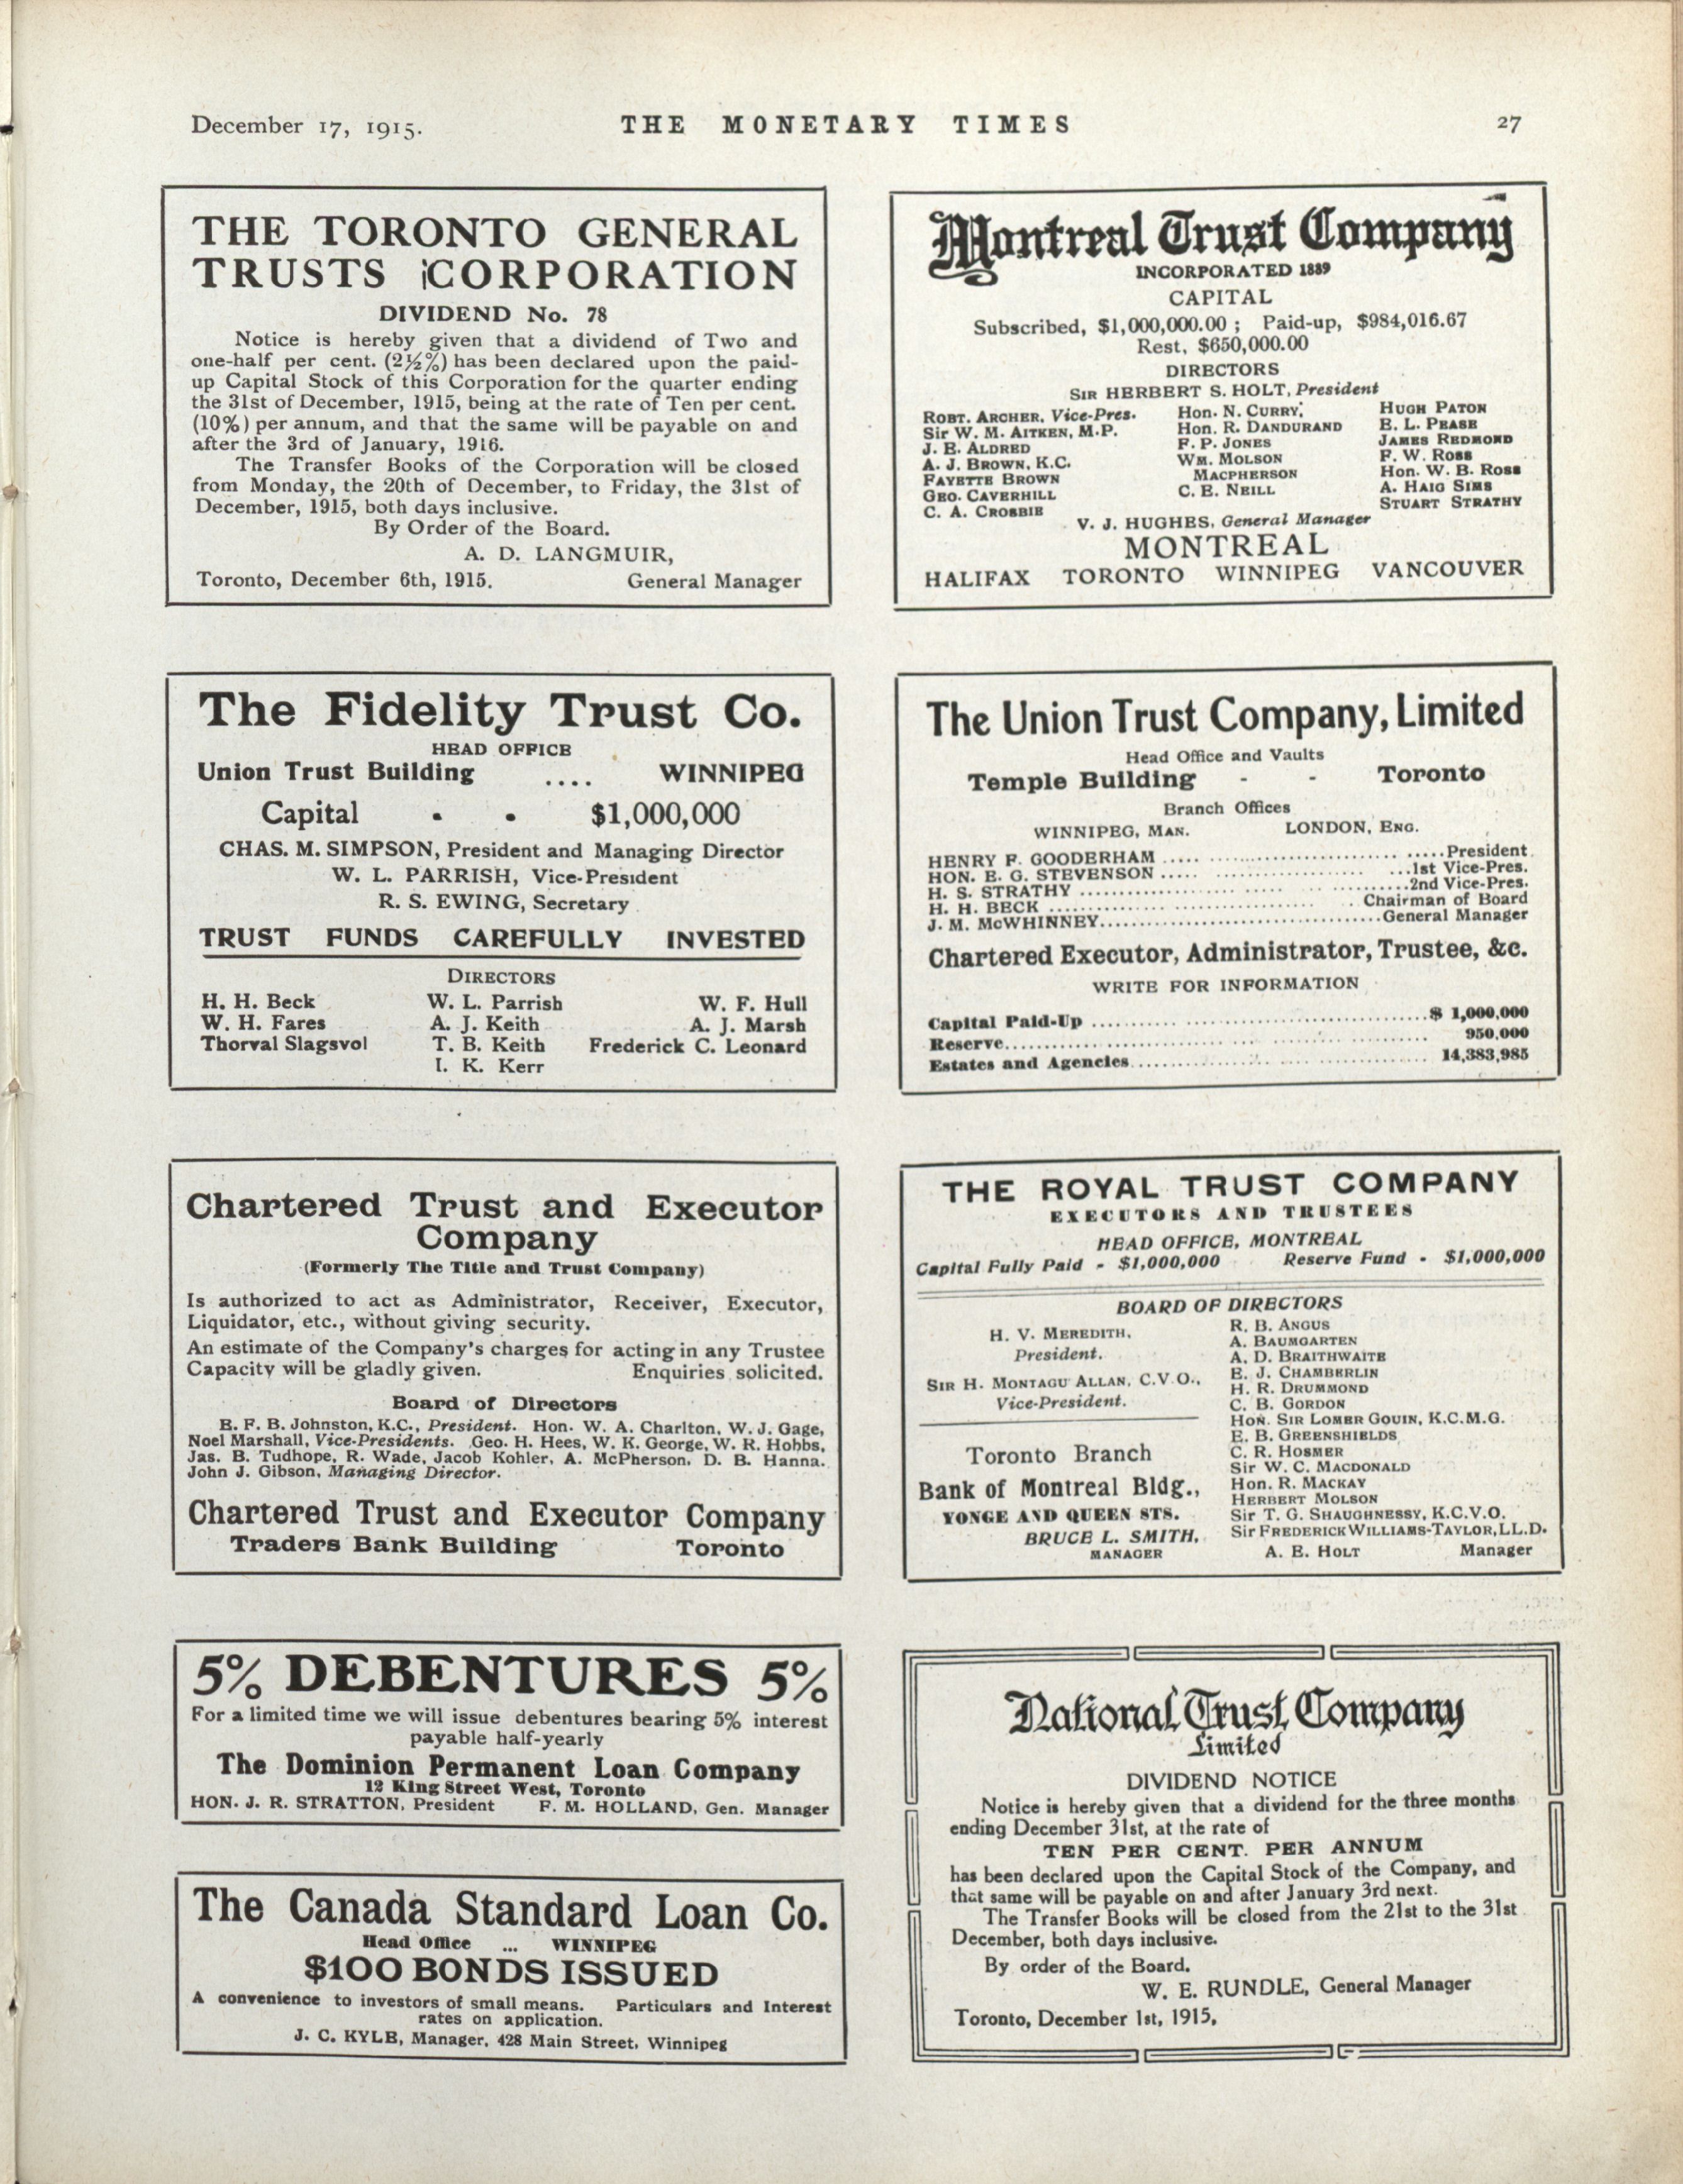 December 17, 1915.
THE MONETARY TIMES
27
THE TORONTO GENERAL
TRUSTS CORPORATION
DIVIDEND No. 78
Notice is hereby given that a dividend of Two and
one-half per cent. (2½%) has been declared upon the paid-
up Capital Stock of this Corporation for the quarter ending
the 31st of December, 1915, being at the rate of Ten per cent.
(10%) per annum, and that the same will be payable on and
after the 3rd of January, 1916.
The Transfer Books of the Corporation will be closed
from Monday, the 20th of December, to Friday, the 31st of
December, 1915, both days inclusive.
By Order of the Board.
A. D. LANGMUIR,
Toronto, December 6th, 1915. General Manager
Montreal Trust Company
INCORPORATED 1889
CAPITAL
Subscribed, $1,000,000.00 ; Paid-up, $984,016.67
Rest, $650,000.00
DIRECTORS
SIR HERBERT S. HOLT, President
ROBT. ARCHER, Vice-Pres.
Sir W. M. AITKEN, M.P.
J. E. ALDRED
A. J. BROWN, K.C.
FAYETTE BROWN
GEO. CAVERHILL
C. A. CROSBIE
Hon. N. CURRY,
Hon. R. DANDURAND
F. P. JONES
WM. MOLSON
MACPHERSON
C. E. NEILL
HUGH PATON
E. L. PEASE
JAMES REDMOND
F. W. ROSS
Hon. W. B. ROSS
A. HAIG SIMS
STUART STRATHY
V. J. HUGHES, General Manager
MONTREAL
HALIFAX TORONTO WINNIPEG VANCOUVER
The Fidelity Trust Co.
HEAD OFFICE
Union Trust Building .... WINNIPEG
Capital - - $1,000,000
CHAS. M. SIMPSON, President and Managing Director
W. L. PARRISH, Vice-President
R. S. EWING, Secretary
TRUST FUNDS CAREFULLY INVESTED
DIRECTORS
H. H. Beck W. L. Parrish W. F. Hull
W. H. Fares A. J. Keith A. J. Marsh
Thorval Slagsvol T. B. Keith Frederick C. Leonard
I. K. Kerr
The Union Trust Company, Limited
Head Office and Vaults
Temple Building - - Toronto
Branch Offices
WINNIPEG, MAN. LONDON, ENG.
HENRY F. GOODERHAM ..... President
HON. E. G. STEVENSON ..... 1st Vice-Pres.
H. S. STRATHY ..... 2nd Vice-Pres.
H. H. BECK ..... Chairman of Board
J. M. McWHINNEY..... General Manager
Chartered Executor, Administrator, Trustee, &c.
WRITE FOR INFORMATION
Capital Paid-Up ..... $ 1,000,000
Reserve..... 950,000
Estates and Agencies..... 14,383,985
Chartered Trust and Executor
Company
(Formerly The Title and Trust Company)
Is authorized to act as Administrator, Receiver, Executor,
Liquidator, etc., without giving security.
An estimate of the Company's charges for acting in any Trustee
Capacity will be gladly given. Enquiries solicited.
Board of Directors
E. F. B. Johnston, K.C., President. Hon. W. A. Charlton, W. J. Gage,
Noel Marshall, Vice-Presidents. Geo. H. Hees, W. K. George, W. R. Hobbs,
Jas. B. Tudhope, R. Wade, Jacob Kohler, A. McPherson, D. B. Hanna.
John J. Gibson, Managing Director.
Chartered Trust and Executor Company
Traders Bank Building Toronto
THE ROYAL TRUST COMPANY
EXECUTORS AND TRUSTEES
HEAD OFFICE, MONTREAL
Capital Fully Paid - $1,000,000 Reserve Fund - $1,000,000
BOARD OF DIRECTORS
H. V. MEREDITH,
President.
SIR H. MONTAGU ALLAN, C.V.O.,
Vice-President.
Toronto Branch
Bank of Montreal Bldg.,
YONGE AND QUEEN STS.
BRUCE L. SMITH,
MANAGER
R. B. ANGUS
A. BAUMGARTEN
A. D. BRAITHWAITE
E. J. CHAMBERLIN
H. R. DRUMMOND
C. B. GORDON
HON. SIR LOMER GOUIN, K.C.M.G.
E. B. GREENSHIELDS
C. R. HOSMER
Sir W. C. MACDONALD
Hon. R. MACKAY
HERBERT MOLSON
Sir T. G. SHAUGHNESSY, K.C.V.O.
Sir FREDERICK WILLIAMS-TAYLOR, LL.D.
A. E. HOLT Manager
5% DEBENTURES 5%
For a limited time we will issue debentures bearing 5% interest
payable half-yearly
The Dominion Permanent Loan Company
12 King Street West, Toronto
HON. J. R. STRATTON, President F. M. HOLLAND, Gen. Manager
The Canada Standard Loan Co.
Head Office ... WINNIPEG
$100 BONDS ISSUED
A convenience to investors of small means. Particulars and Interest
rates on application.
J. C. KYLE, Manager, 428 Main Street, Winnipeg
National Trust Company
Limited
DIVIDEND NOTICE
Notice is hereby given that a dividend for the three months
ending December 31st, at the rate of
TEN PER CENT. PER ANNUM
has been declared upon the Capital Stock of the Company, and
that same will be payable on and after January 3rd next.
The Transfer Books will be closed from the 21st to the 31st
December, both days inclusive.
By order of the Board.
W. E. RUNDLE, General Manager
Toronto, December 1st, 1915,